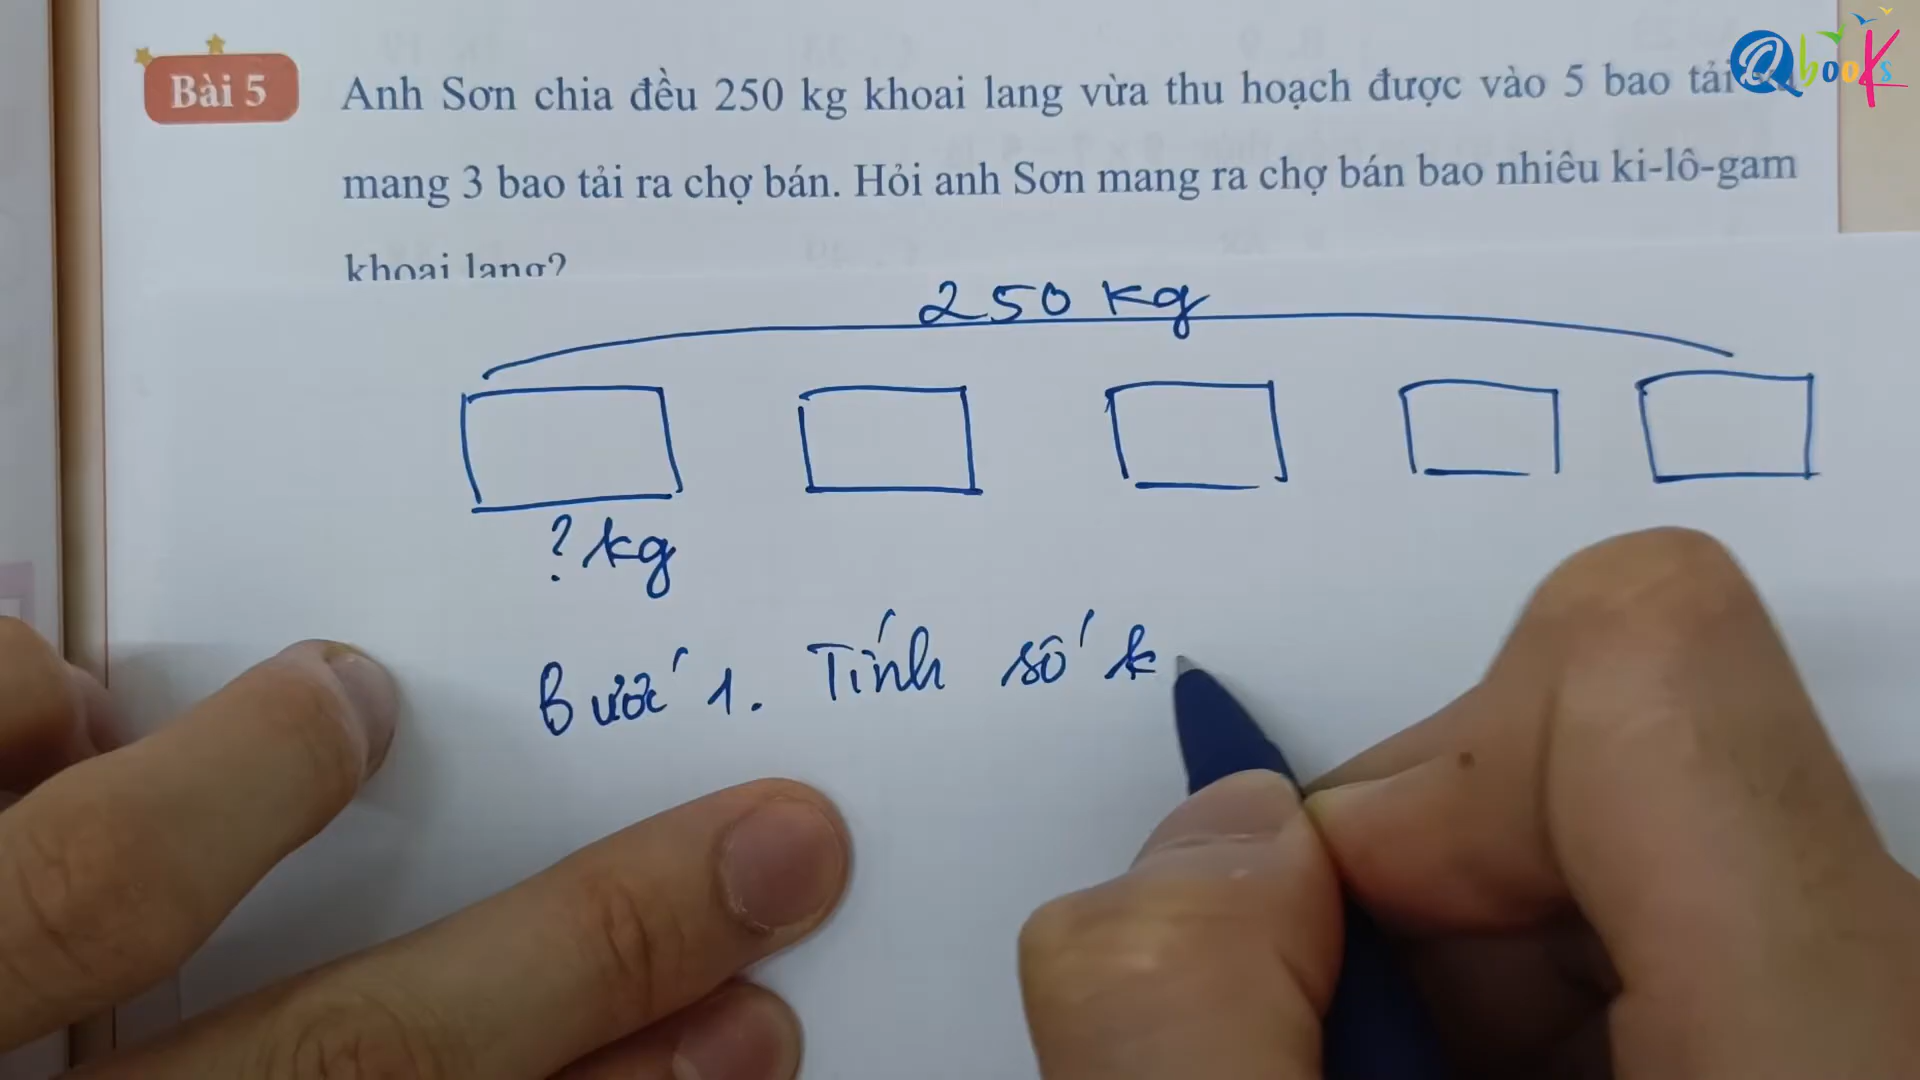 Bài 5
Anh Sơn chia đều 250 kg khoai lang vừa thu hoạch được vào 5 bao tải
mang 3 bao tải ra chợ bán. Hỏi anh Sơn mang ra chợ bán bao nhiêu ki-lô-gam
khoai lang?
250 kg
? kg
Bước 1. Tính số k
QbooKs